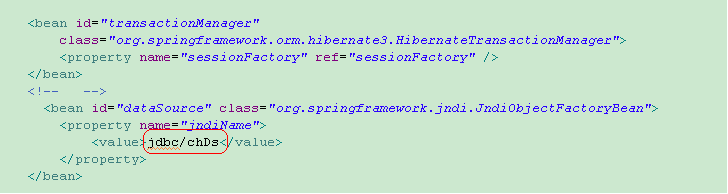 <bean id="transactionManager"
class="org.springframework.orm.hibernate3.HibernateTransactionManager">
<property name="sessionFactory" ref="sessionFactory" />
</bean>
<!--   -->
<bean id="dataSource" class="org.springframework.jndi.JndiObjectFactoryBean">
<property name="jndiName">
<value>jdbc/chDs</value>
</property>
</bean>